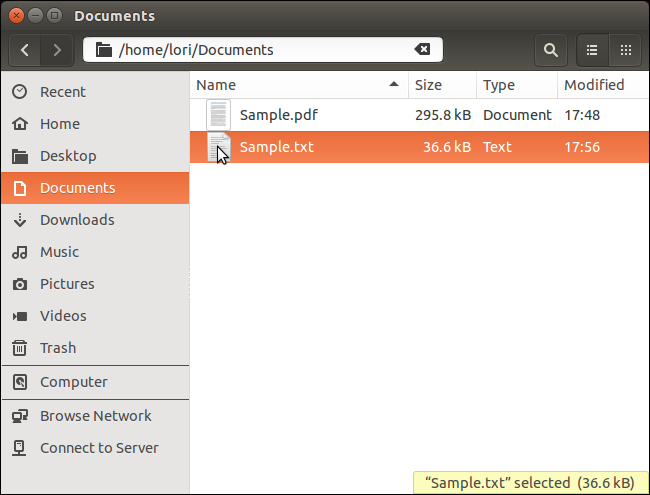 Documents
/home/lori/Documents
Recent
Home
Desktop
Documents
Downloads
Music
Pictures
Videos
Trash
Computer
Browse Network
Connect to Server
Name Size Type Modified
Sample.pdf 295.8 kB Document 17:48
Sample.txt 36.6 kB Text 17:56
“Sample.txt” selected (36.6 kB)